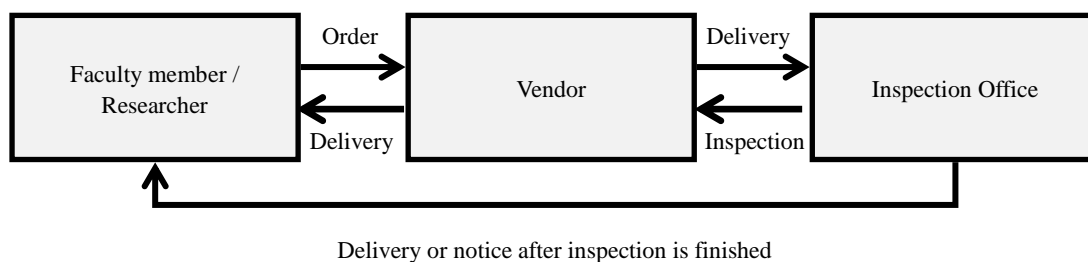 Order
Delivery
Faculty member /
Researcher
Vendor
Inspection Office
Delivery
Inspection
Delivery or notice after inspection is finished